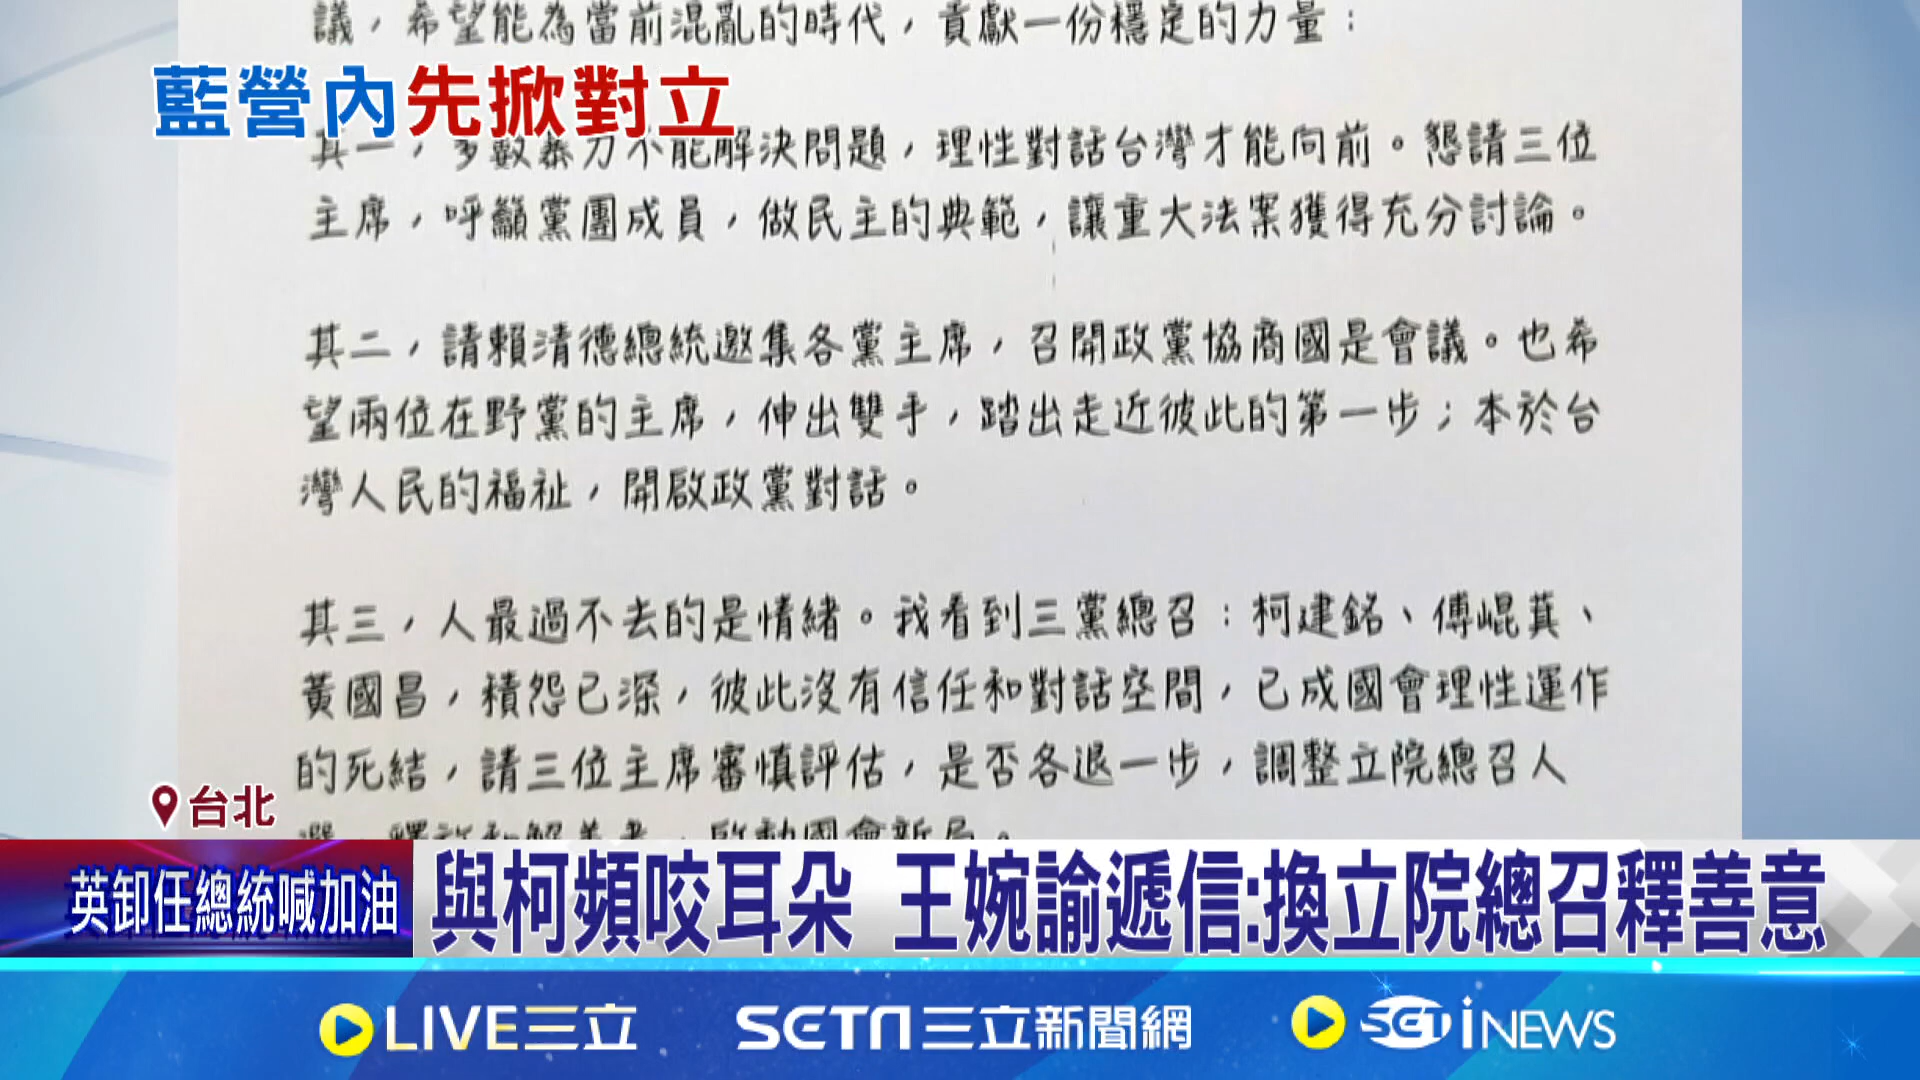 議，希望能為當前混亂的時代，貢獻一份穩定的力量：
藍營內先掀對立
其一，多數暴力不能解決問題，理性對話台灣才能向前。懇請三位
主席，呼籲黨團成員，做民主的典範，讓重大法案獲得充分討論。
其二，請賴清德總統邀集各黨主席，召開政黨協商國是會議。也希
望兩位在野黨的主席，伸出雙手，踏出走近彼此的第一步；本於台
灣人民的福祉，開啟政黨對話。
其三，人最過不去的是情緒。我看到三黨總召：柯建銘、傅崐萁、
黃國昌，積怨已深，彼此沒有信任和對話空間，已成國會理性運作
的死結，請三位主席審慎評估，是否各退一步，調整立院總召人
台北
英卸任總統喊加油
與柯頻咬耳朵 王婉諭遞信:換立院總召釋善意
LIVE三立
SETN三立新聞網
SET iNEWS